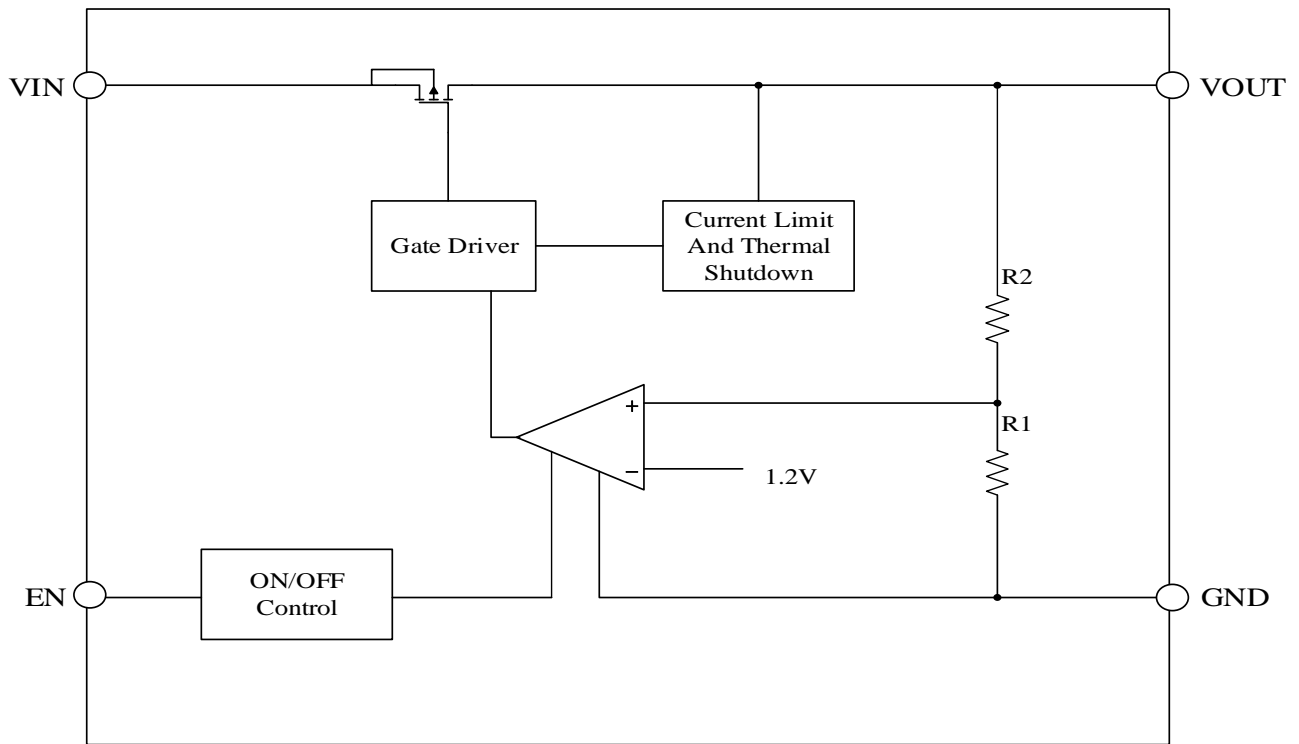 VIN
VOUT
Current Limit
And Thermal
Shutdown
Gate Driver
R2
+
R1
−
1.2V
ON/OFF
Control
EN
GND